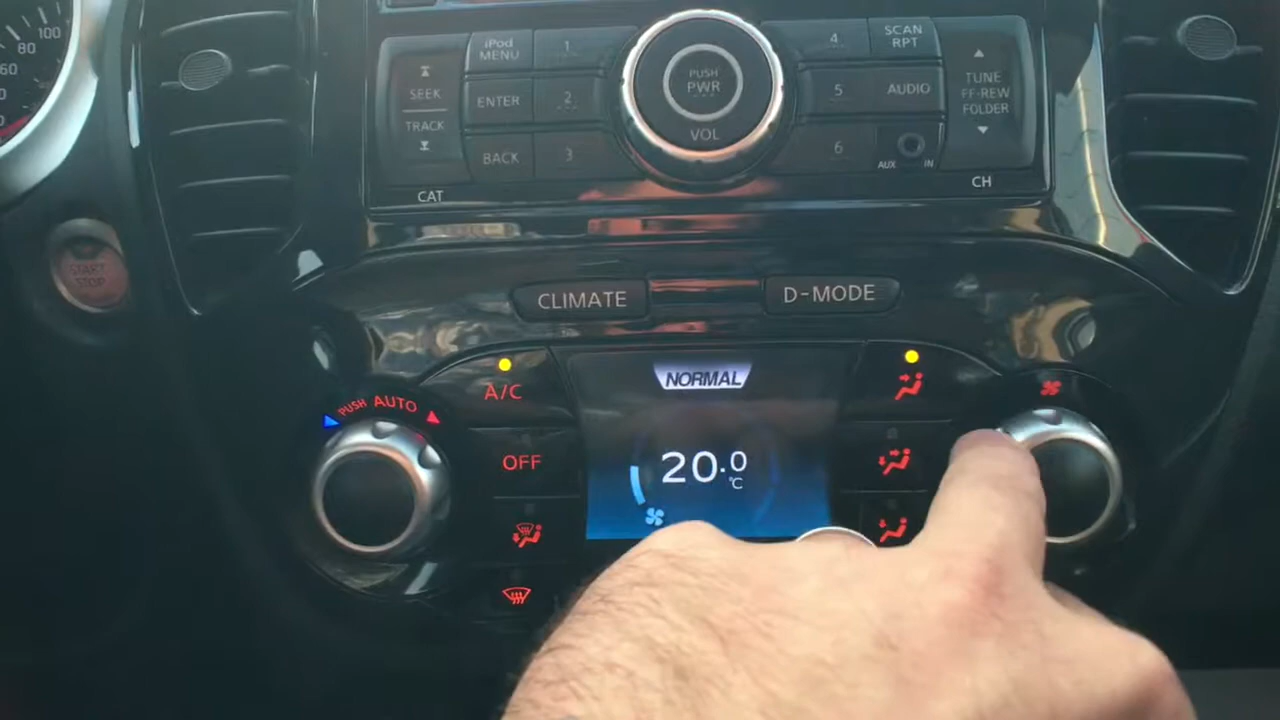 100
80
60
iPod
MENU
1
SCAN
RPT
4
SEEK
TRACK
CAT
ENTER
2
BACK
3
PUSH
PWR
VOL
5
AUDIO
6
AUX
IN
TUNE
FF·REW
FOLDER
CH
START
STOP
CLIMATE
D-MODE
PUSH AUTO
A/C
OFF
NORMAL
20.0
°C